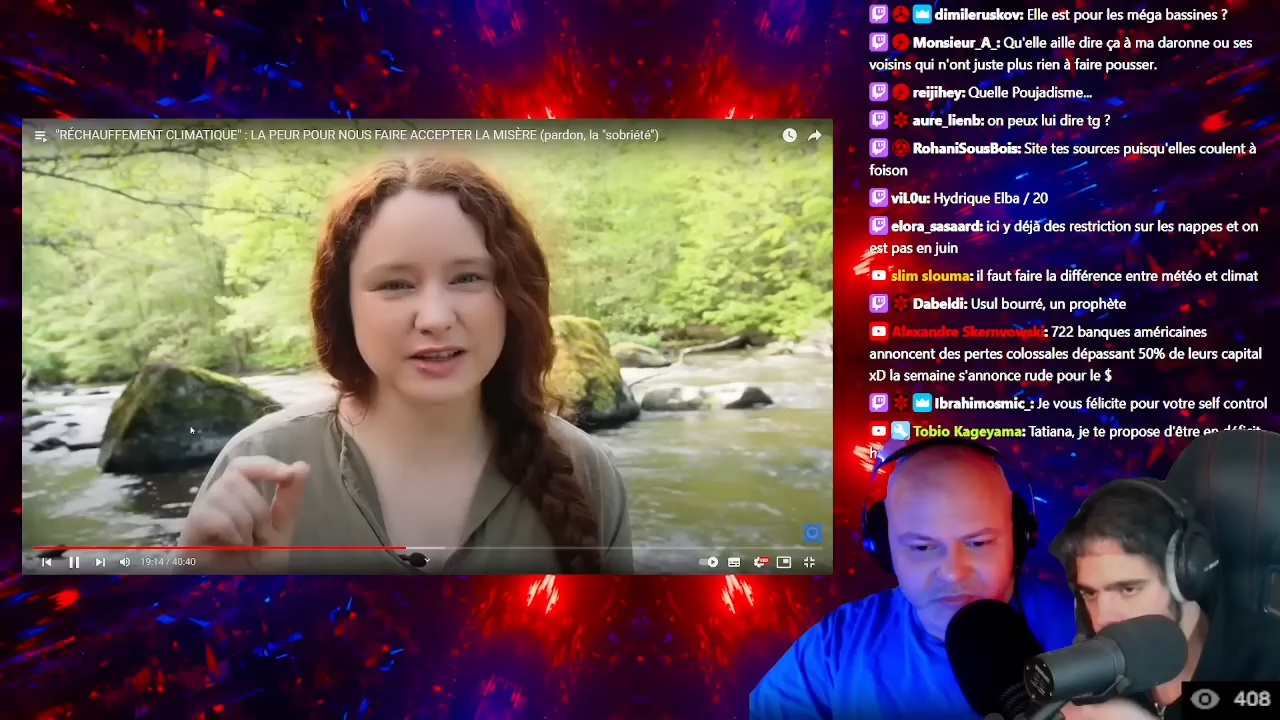 "RÉCHAUFFEMENT CLIMATIQUE" : LA PEUR POUR NOUS FAIRE ACCEPTER LA MISÈRE (pardon, la "sobriété")
19:14 / 40:40
dimileruskov: Elle est pour les méga bassines ?
Monsieur_A_: Qu'elle aille dire ça à ma daronne ou ses
voisins qui n'ont juste plus rien à faire pousser.
reijihey: Quelle Poujadisme...
aure_lienb: on peux lui dire tg ?
RohaniSousBois: Site tes sources puisqu'elles coulent à
foison
viL0u: Hydrique Elba / 20
elora_sasaard: ici y déjà des restriction sur les nappes et on
est pas en juin
slim slouma: il faut faire la différence entre météo et climat
Dabeldi: Usul bourré, un prophète
Alexandre Skernvowski: 722 banques américaines
annoncent des pertes colossales dépassant 50% de leurs capital
xD la semaine s'annonce rude pour le $
Ibrahimosmic_: Je vous félicite pour votre self control
Tobio Kageyama: Tatiana, je te propose d'être en déficit
408